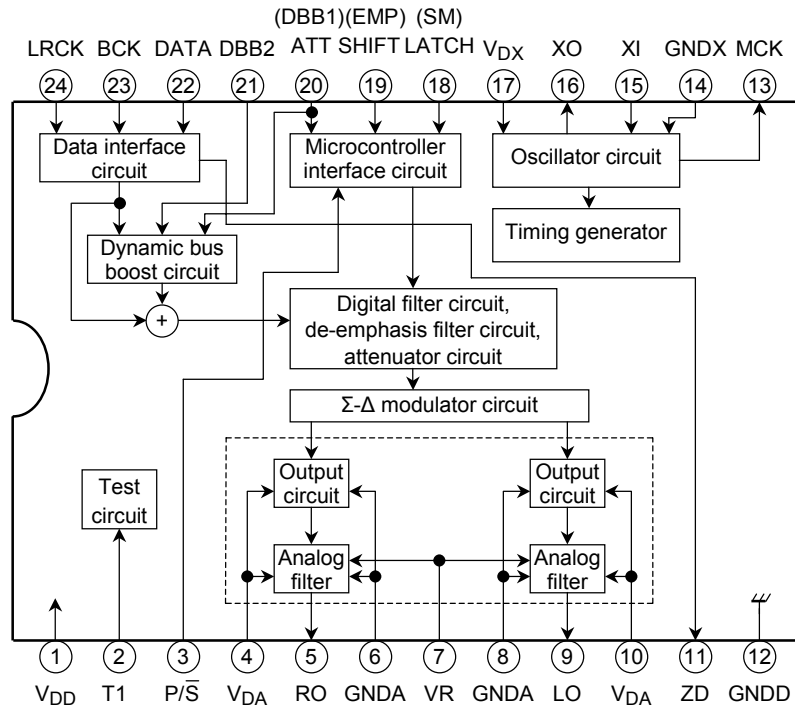 (DBB1)(EMP) (SM)
LRCK BCK DATA DBB2 ATT SHIFT LATCH VDX XO XI GNDX MCK
24 23 22 21 20 19 18 17 16 15 14 13
Data interface
circuit
Microcontroller
interface circuit
Oscillator circuit
Timing generator
Dynamic bus
boost circuit
+
Digital filter circuit,
de-emphasis filter circuit,
attenuator circuit
Σ-Δ modulator circuit
Output
circuit
Output
circuit
Test
circuit
Analog
filter
Analog
filter
1 2 3 4 5 6 7 8 9 10 11 12
VDD T1 P/S̅ VDA RO GNDA VR GNDA LO VDA ZD GNDD